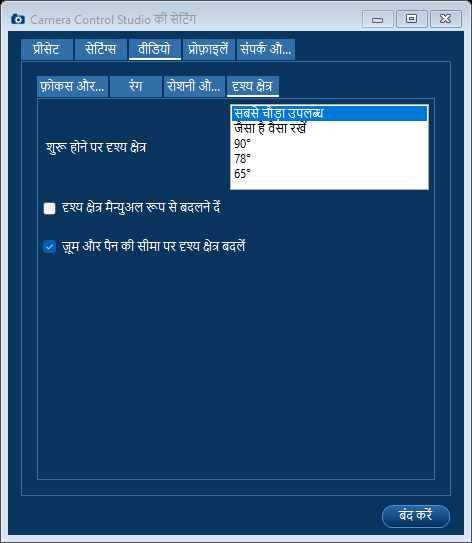 Camera Control Studio की सेटिंग
प्रीसेट सेटिंग्स वीडियो प्रोफ़ाइलें संपर्क औ...
फ़ोकस और... रंग रोशनी औ... दृश्य क्षेत्र
सबसे चौड़ा उपलब्ध
जैसा है वैसा रखें
शुरू होने पर दृश्य क्षेत्र
90°
78°
65°
दृश्य क्षेत्र मैन्युअल रूप से बदलने दें
ज़ूम और पैन की सीमा पर दृश्य क्षेत्र बदलें
बंद करें